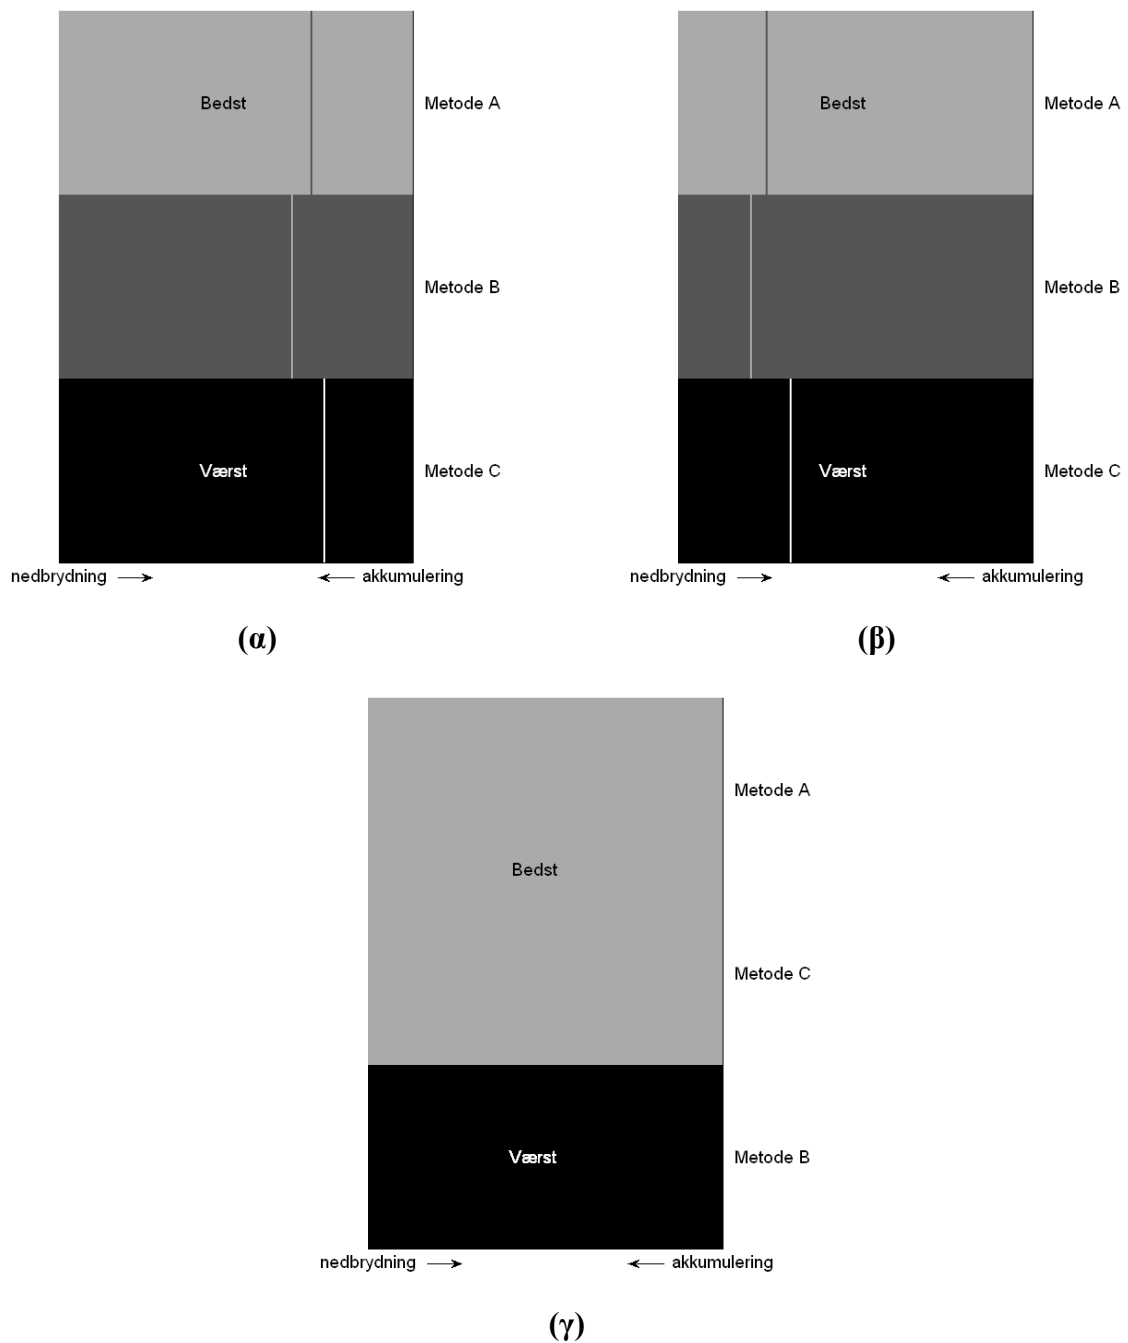 Bedst
Metode A
Metode B
Værst
Metode C
nedbrydning
akkumulering
(α)
Bedst
Metode A
Metode B
Værst
Metode C
nedbrydning
akkumulering
(β)
Metode A
Bedst
Metode C
Værst
Metode B
nedbrydning
akkumulering
(γ)